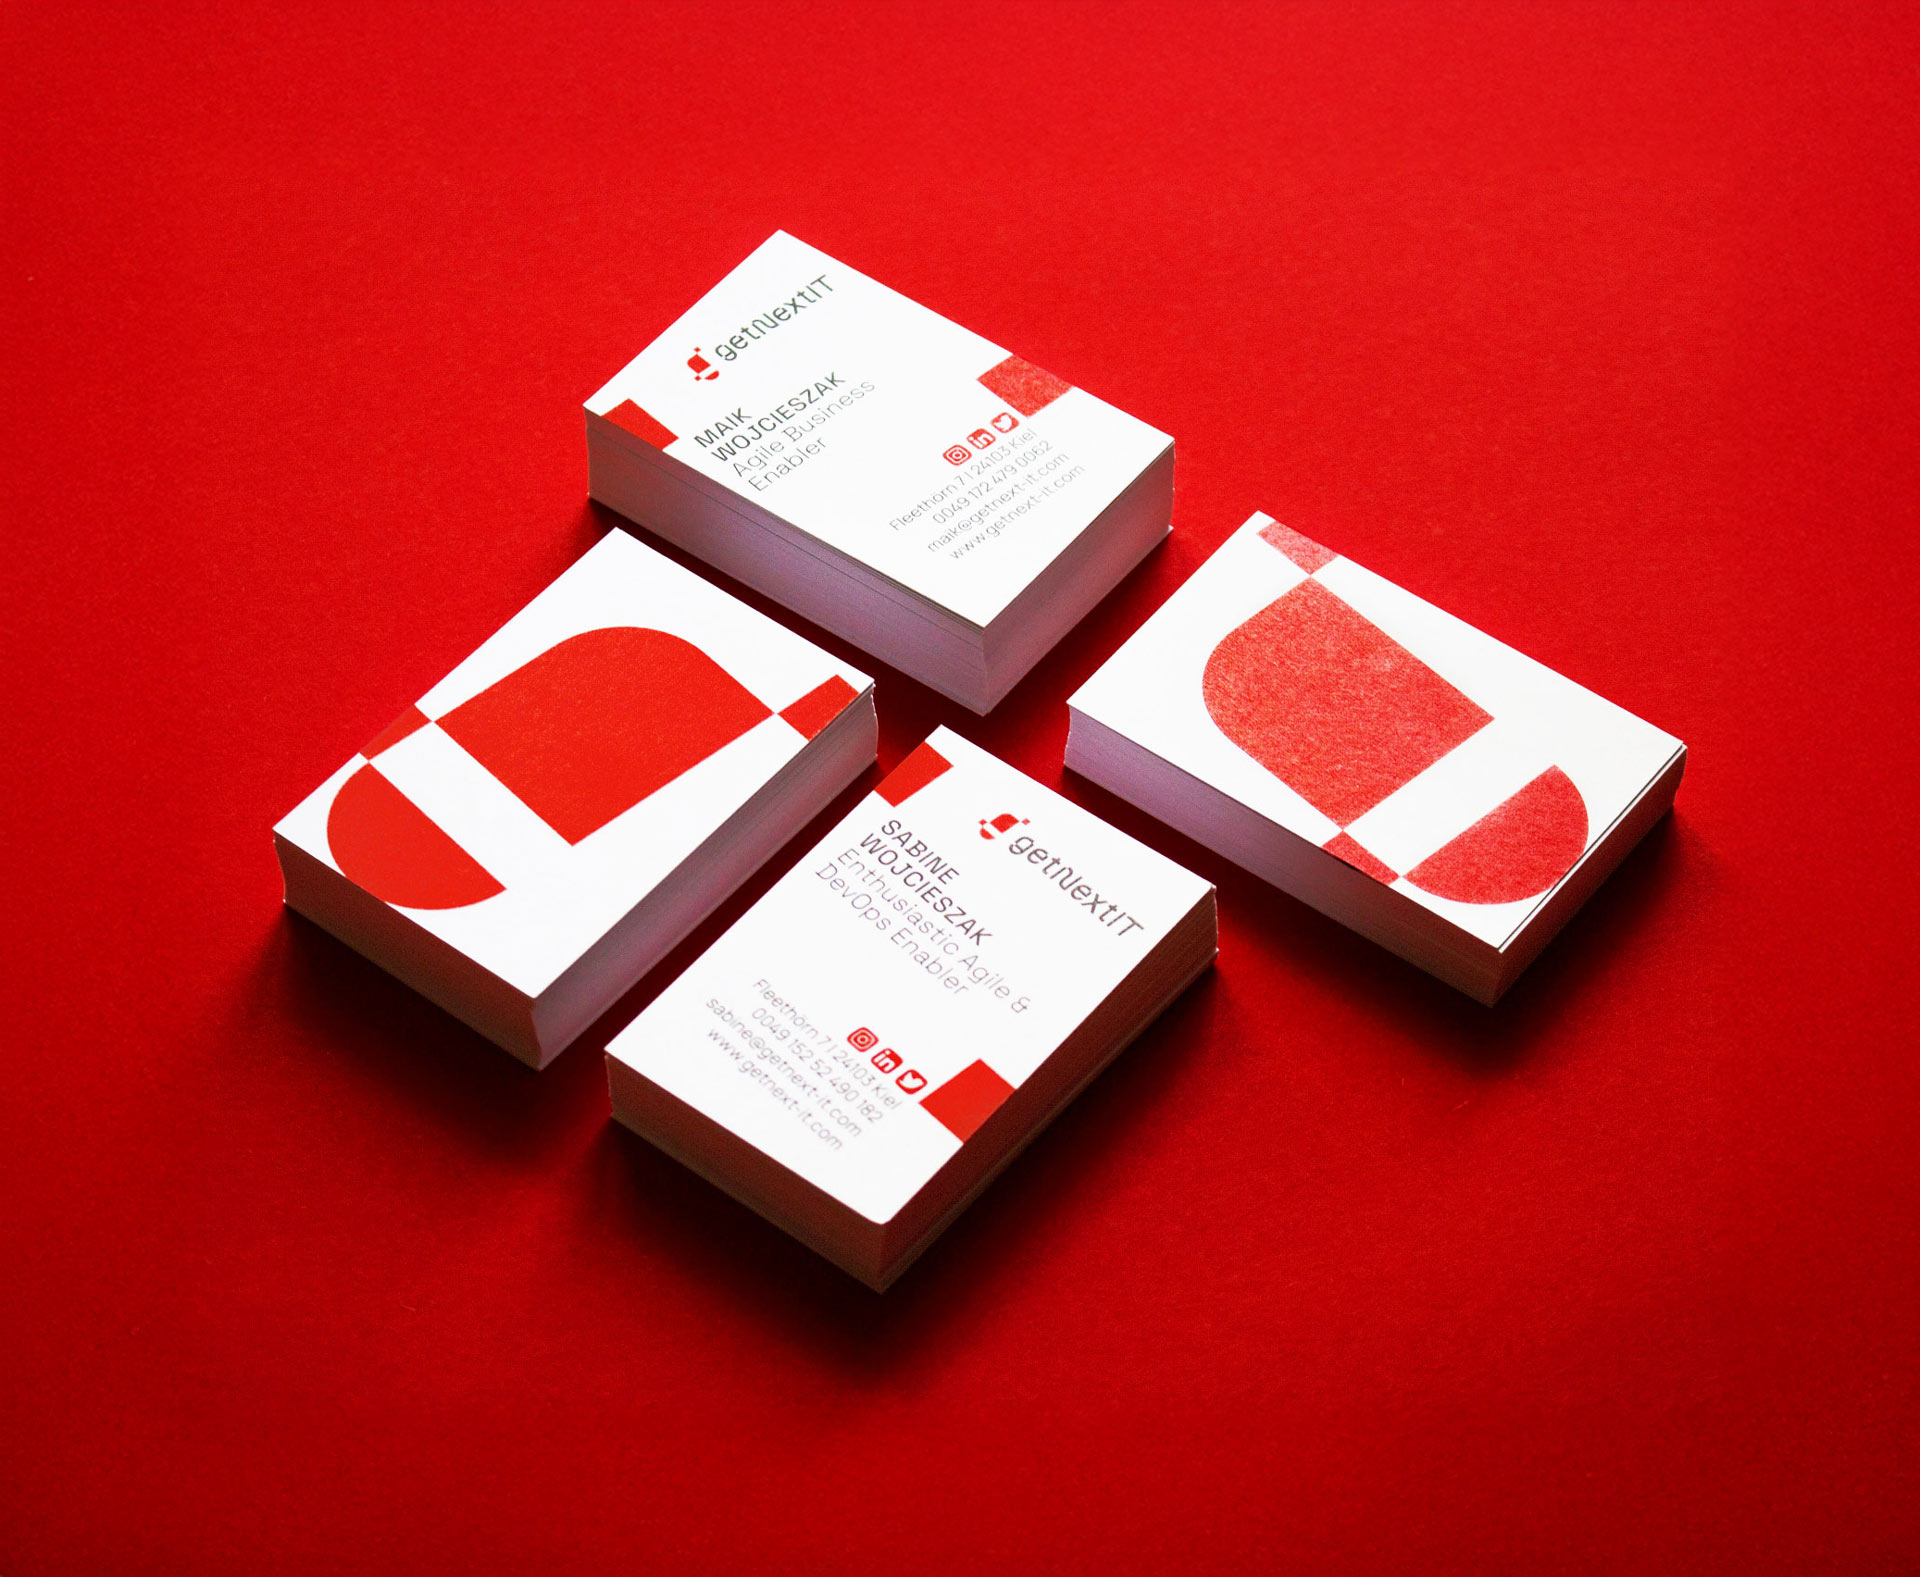 getNextIT
MAIK
WOJCIESZAK
Agile Business
Enabler
Fleethörn 7 | 24103 Kiel
0049 172 479 0062
maik@getnext-it.com
www.getnext-it.com
getNextIT
SABINE
WOJCIESZAK
Enthusiastic Agile &
DevOps Enabler
Fleethörn 7 | 24103 Kiel
0049 152 52 490 182
sabine@getnext-it.com
www.getnext-it.com